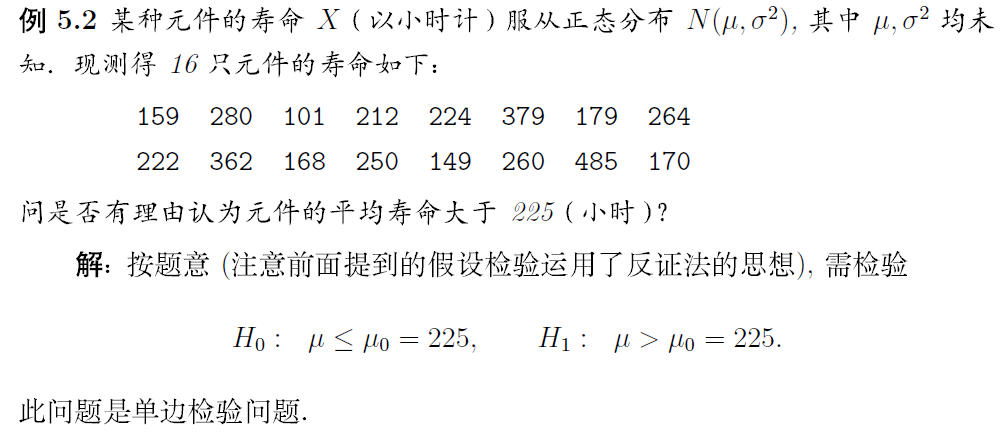 例 5.2 某种元件的寿命 X（以小时计）服从正态分布 N(μ, σ²), 其中 μ, σ² 均未
知. 现测得 16 只元件的寿命如下：
159 280 101 212 224 379 179 264
222 362 168 250 149 260 485 170
问是否有理由认为元件的平均寿命大于 225（小时）?
解: 按题意 (注意前面提到的假设检验运用了反证法的思想), 需检验
H₀ : μ ≤ μ₀ = 225, H₁ : μ > μ₀ = 225.
此问题是单边检验问题.